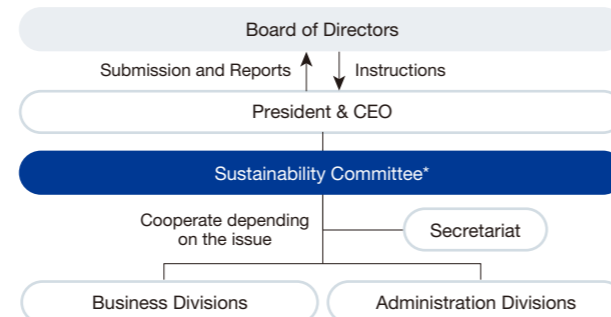 Board of Directors
Submission and Reports
Instructions
President & CEO
Sustainability Committee*
Cooperate depending
on the issue
Secretariat
Business Divisions
Administration Divisions